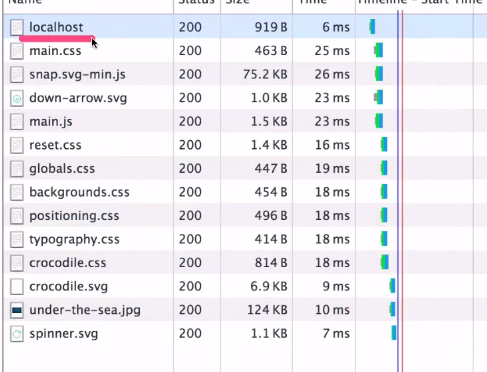 Name Status Size Time Timeline – Start Time
localhost 200 919 B 6 ms
main.css 200 463 B 25 ms
snap.svg-min.js 200 75.2 KB 26 ms
down-arrow.svg 200 1.0 KB 23 ms
main.js 200 1.5 KB 23 ms
reset.css 200 1.4 KB 16 ms
globals.css 200 447 B 19 ms
backgrounds.css 200 454 B 18 ms
positioning.css 200 496 B 18 ms
typography.css 200 414 B 18 ms
crocodile.css 200 814 B 18 ms
crocodile.svg 200 6.9 KB 9 ms
under-the-sea.jpg 200 124 KB 10 ms
spinner.svg 200 1.1 KB 7 ms